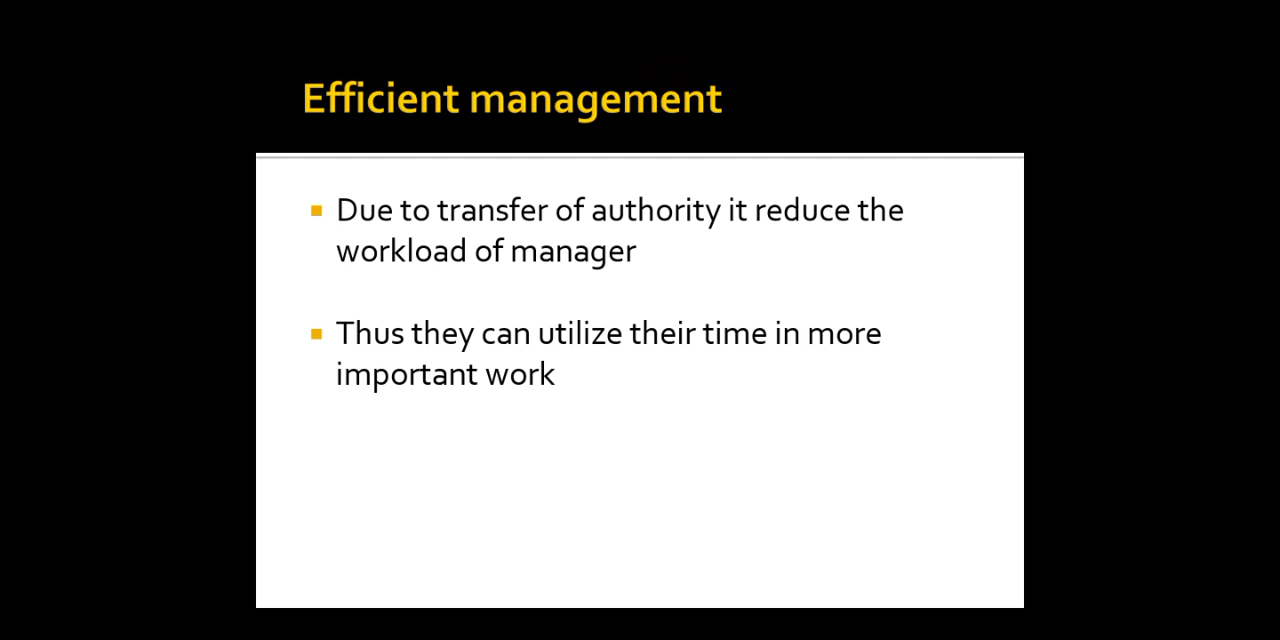 Efficient management
Due to transfer of authority it reduce the
workload of manager
Thus they can utilize their time in more
important work